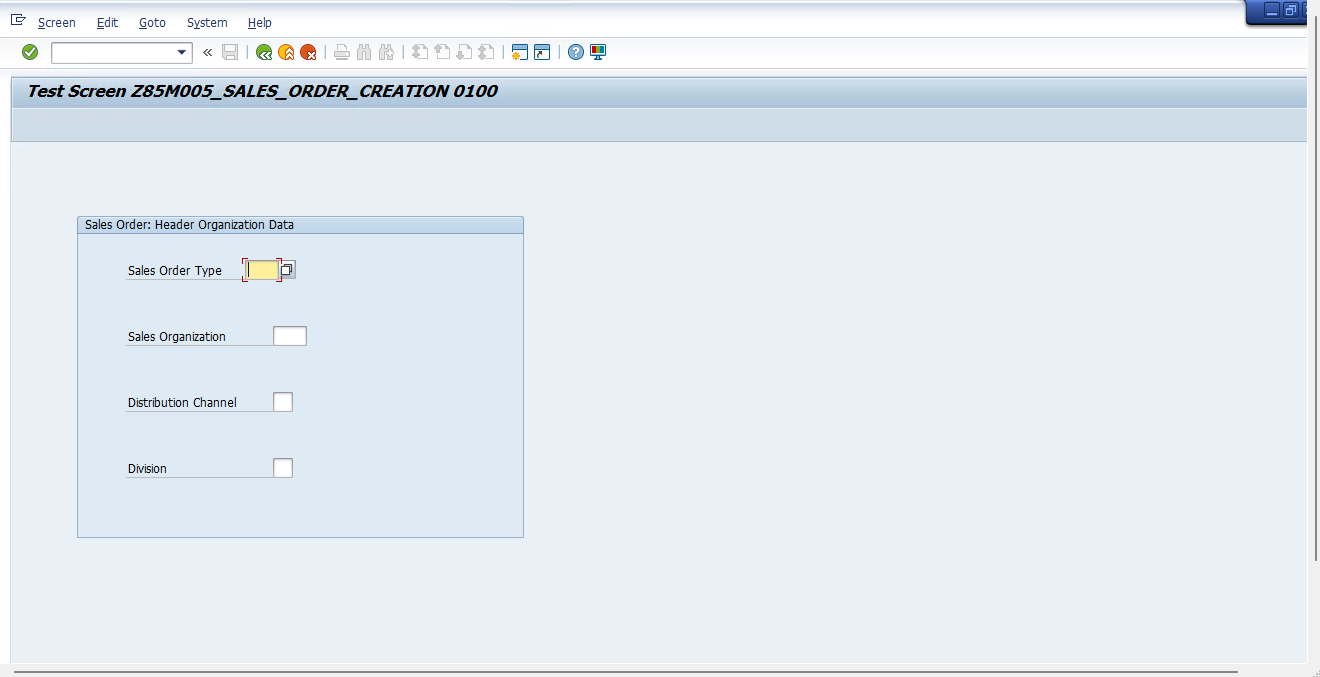 Screen Edit Goto System Help
Test Screen Z85M005_SALES_ORDER_CREATION 0100
Sales Order: Header Organization Data
Sales Order Type
Sales Organization
Distribution Channel
Division